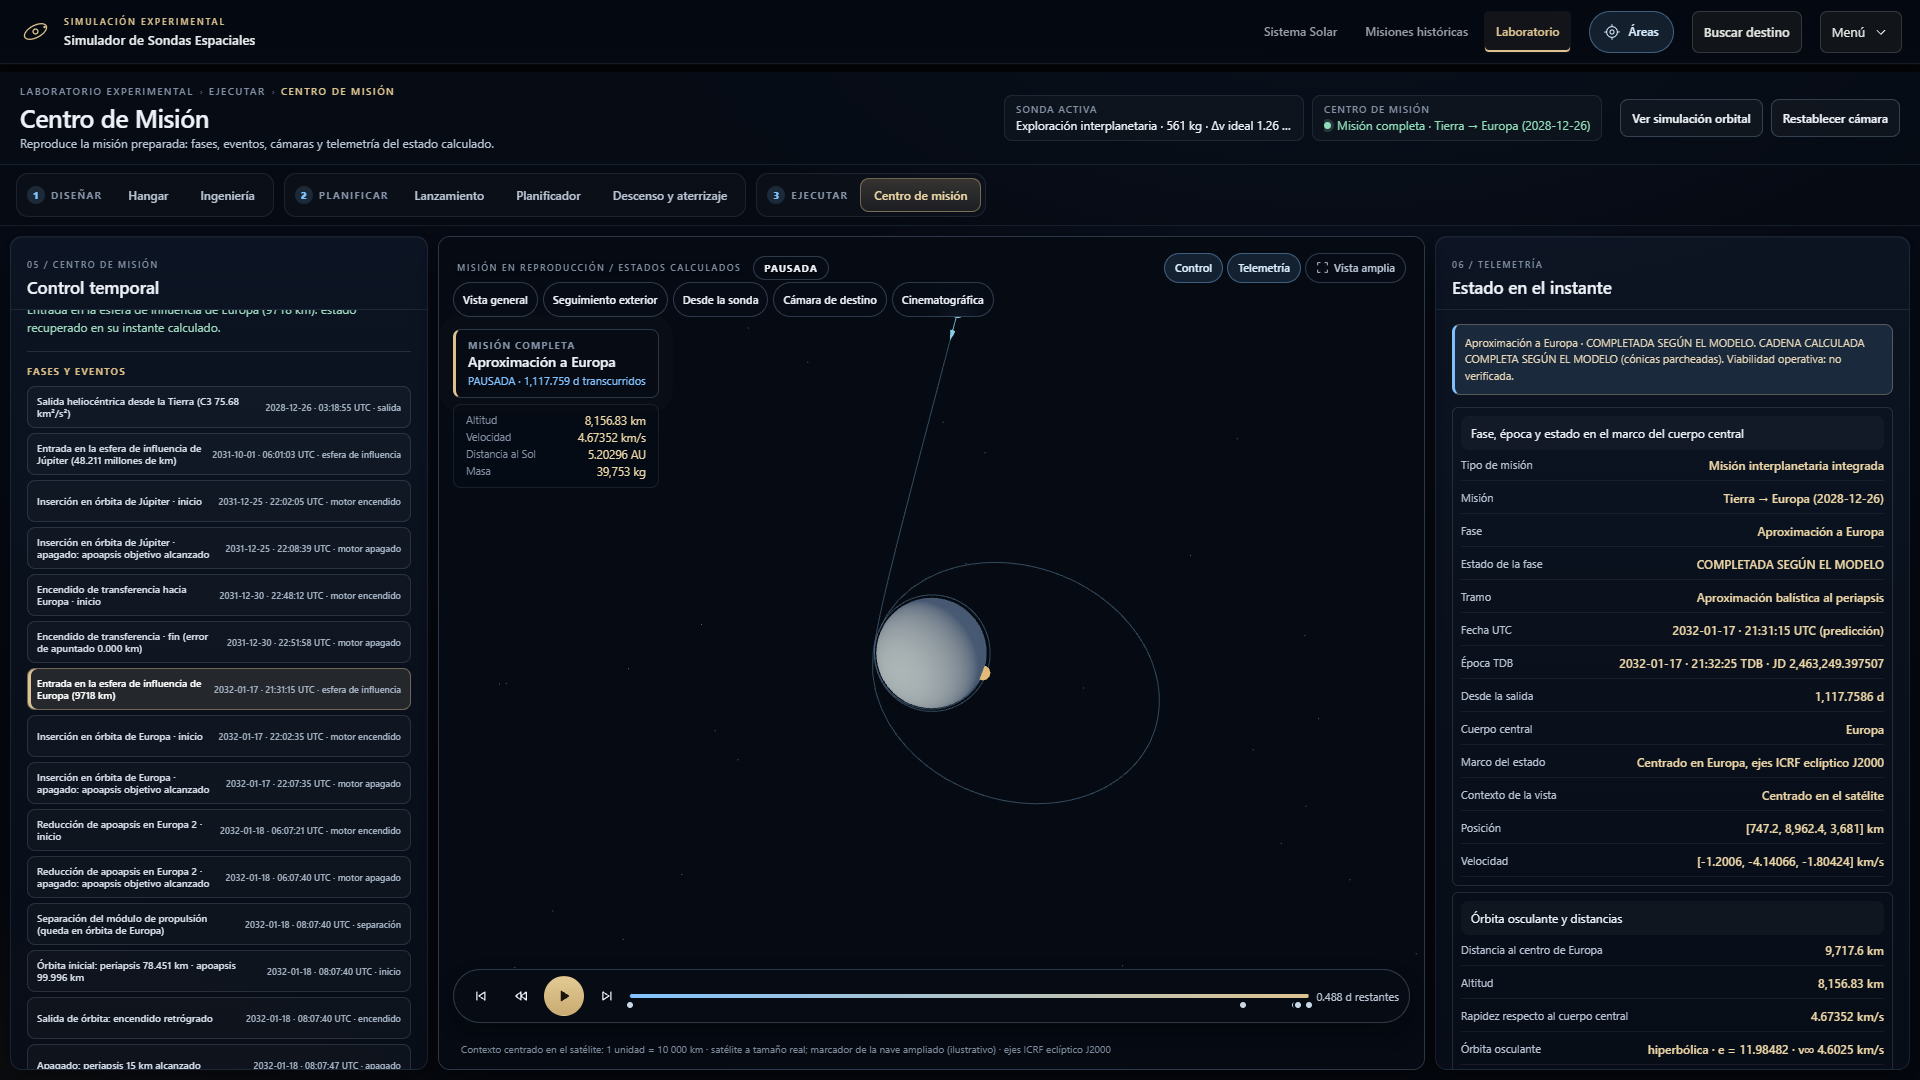 SIMULACIÓN EXPERIMENTAL
Simulador de Sondas Espaciales
Sistema Solar
Misiones históricas
Laboratorio
Áreas
Buscar destino
Menú
LABORATORIO EXPERIMENTAL › EJECUTAR › CENTRO DE MISIÓN
Centro de Misión
Reproduce la misión preparada: fases, eventos, cámaras y telemetría del estado calculado.
SONDA ACTIVA
Exploración interplanetaria · 561 kg · Δv ideal 1.26 ...
CENTRO DE MISIÓN
Misión completa · Tierra → Europa (2028-12-26)
Ver simulación orbital
Restablecer cámara
1 DISEÑAR
Hangar
Ingeniería
2 PLANIFICAR
Lanzamiento
Planificador
Descenso y aterrizaje
3 EJECUTAR
Centro de misión
05 / CENTRO DE MISIÓN
Control temporal
Entrada en la esfera de influencia de Europa (9718 km): estado
recuperado en su instante calculado.
FASES Y EVENTOS
Salida heliocéntrica desde la Tierra (C3 75.68
km²/s²)
2028-12-26 · 03:18:55 UTC · salida
Entrada en la esfera de influencia de
Júpiter (48.211 millones de km)
2031-10-01 · 06:01:03 UTC · esfera de influencia
Inserción en órbita de Júpiter · inicio
2031-12-25 · 22:02:05 UTC · motor encendido
Inserción en órbita de Júpiter ·
apagado: apoapsis objetivo alcanzado
2031-12-25 · 22:08:39 UTC · motor apagado
Encendido de transferencia hacia
Europa · inicio
2031-12-30 · 22:48:12 UTC · motor encendido
Encendido de transferencia · fin (error
de apuntado 0.000 km)
2031-12-30 · 22:51:58 UTC · motor apagado
Entrada en la esfera de influencia de
Europa (9718 km)
2032-01-17 · 21:31:15 UTC · esfera de influencia
Inserción en órbita de Europa · inicio
2032-01-17 · 22:02:35 UTC · motor encendido
Inserción en órbita de Europa ·
apagado: apoapsis objetivo alcanzado
2032-01-17 · 22:07:35 UTC · motor apagado
Reducción de apoapsis en Europa 2 ·
inicio
2032-01-18 · 06:07:21 UTC · motor encendido
Reducción de apoapsis en Europa 2 ·
apagado: apoapsis objetivo alcanzado
2032-01-18 · 06:07:40 UTC · motor apagado
Separación del módulo de propulsión
(queda en órbita de Europa)
2032-01-18 · 08:07:40 UTC · separación
Órbita inicial: periapsis 78.451 km · apoapsis
99.996 km
2032-01-18 · 08:07:40 UTC · inicio
Salida de órbita: encendido retrógrado
2032-01-18 · 08:07:40 UTC · encendido
Apagado: periapsis 15 km alcanzado
2032-01-18 · 08:07:47 UTC · apagado
MISIÓN EN REPRODUCCIÓN / ESTADOS CALCULADOS
PAUSADA
Control
Telemetría
Vista amplia
Vista general
Seguimiento exterior
Desde la sonda
Cámara de destino
Cinematográfica
MISIÓN COMPLETA
Aproximación a Europa
PAUSADA · 1,117.759 d transcurridos
Altitud 8,156.83 km
Velocidad 4.67352 km/s
Distancia al Sol 5.20296 AU
Masa 39,753 kg
0.488 d restantes
Contexto centrado en el satélite: 1 unidad = 10 000 km · satélite a tamaño real; marcador de la nave ampliado (ilustrativo) · ejes ICRF eclíptico J2000
06 / TELEMETRÍA
Estado en el instante
Aproximación a Europa · COMPLETADA SEGÚN EL MODELO. CADENA CALCULADA
COMPLETA SEGÚN EL MODELO (cónicas parcheadas). Viabilidad operativa: no
verificada.
Fase, época y estado en el marco del cuerpo central
Tipo de misión Misión interplanetaria integrada
Misión Tierra → Europa (2028-12-26)
Fase Aproximación a Europa
Estado de la fase COMPLETADA SEGÚN EL MODELO
Tramo Aproximación balística al periapsis
Fecha UTC 2032-01-17 · 21:31:15 UTC (predicción)
Época TDB 2032-01-17 · 21:32:25 TDB · JD 2,463,249.397507
Desde la salida 1,117.7586 d
Cuerpo central Europa
Marco del estado Centrado en Europa, ejes ICRF eclíptico J2000
Contexto de la vista Centrado en el satélite
Posición [747.2, 8,962.4, 3,681] km
Velocidad [-1.2006, -4.14066, -1.80424] km/s
Órbita osculante y distancias
Distancia al centro de Europa 9,717.6 km
Altitud 8,156.83 km
Rapidez respecto al cuerpo central 4.67352 km/s
Órbita osculante hiperbólica · e = 11.98482 · v∞ 4.6025 km/s